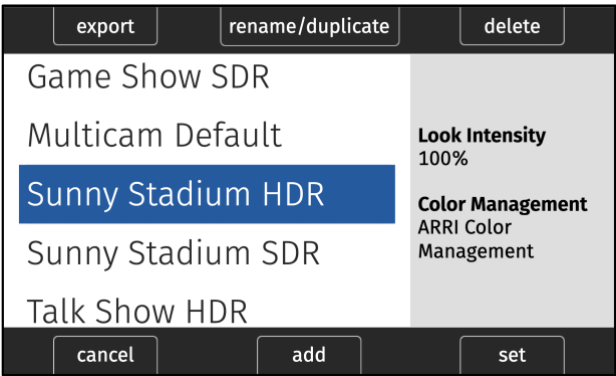 export rename/duplicate delete
Game Show SDR
Multicam Default
Sunny Stadium HDR
Sunny Stadium SDR
Talk Show HDR
Look Intensity
100%
Color Management
ARRI Color
Management
cancel add set